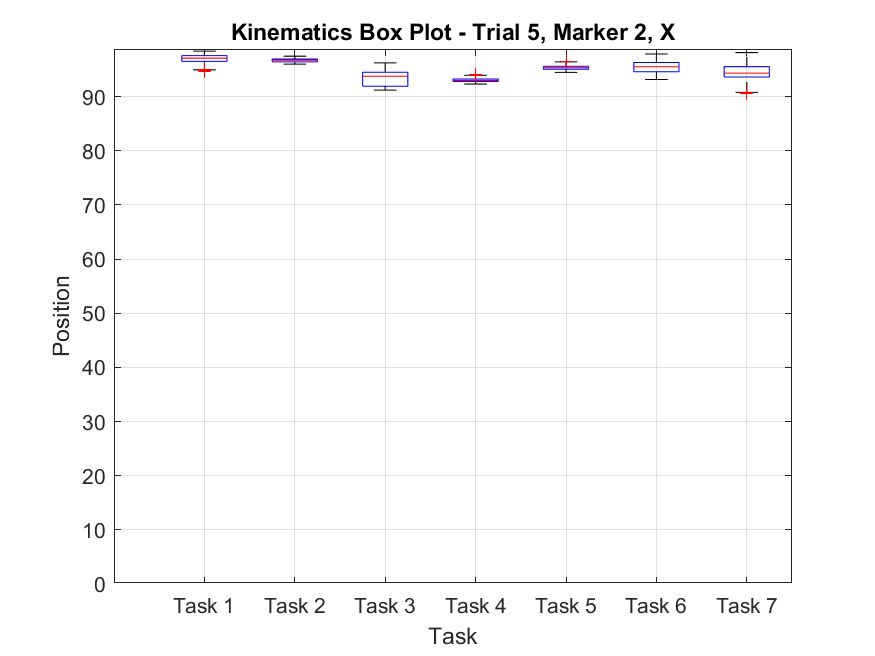 Kinematics Box Plot - Trial 5, Marker 2, X
90
80
70
60
50
40
30
20
10
0
Position
Task 1 Task 2 Task 3 Task 4 Task 5 Task 6 Task 7
Task